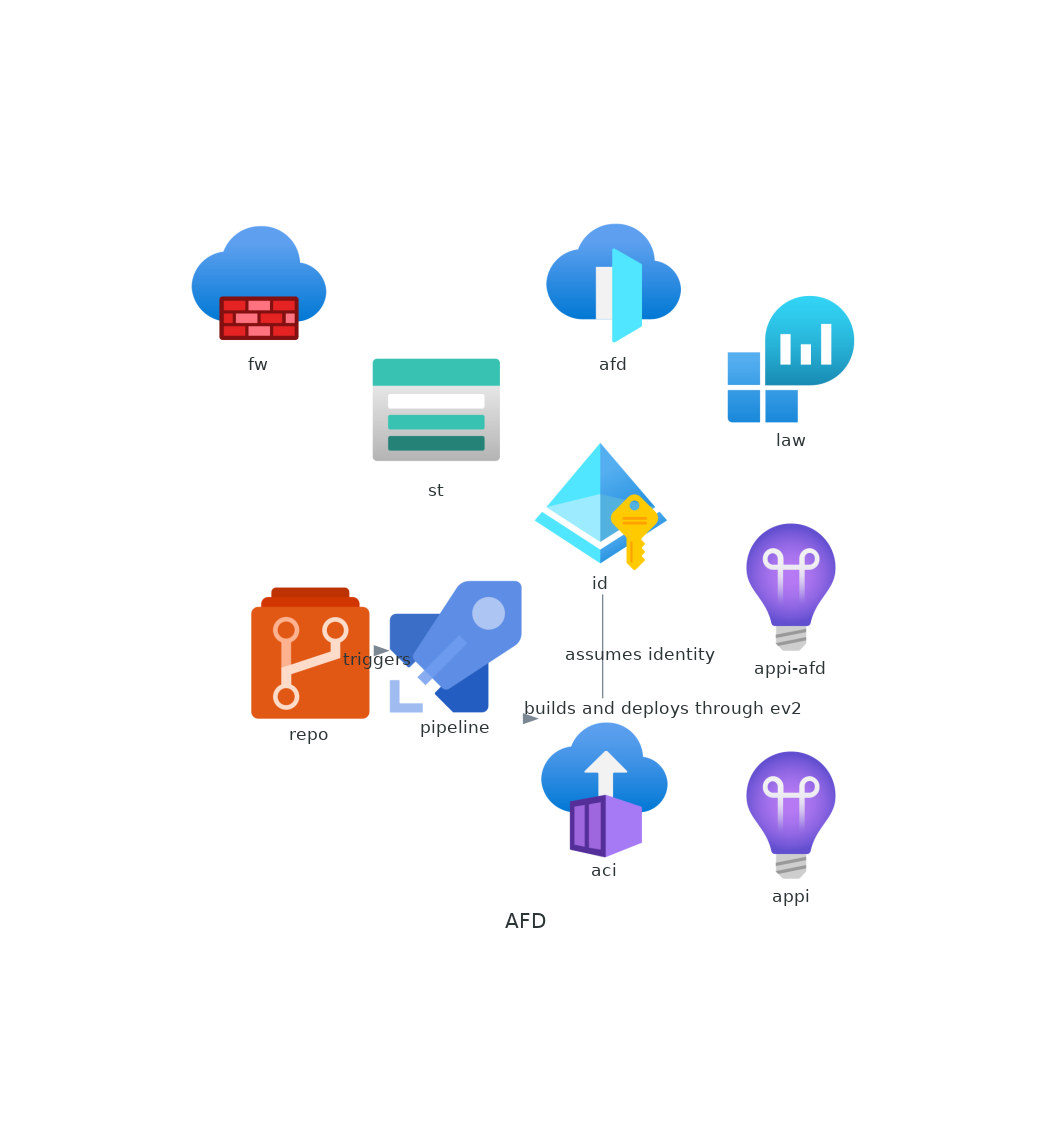 fw
afd
law
st
id
triggers
assumes identity
appi-afd
builds and deploys through ev2
repo
pipeline
aci
appi
AFD